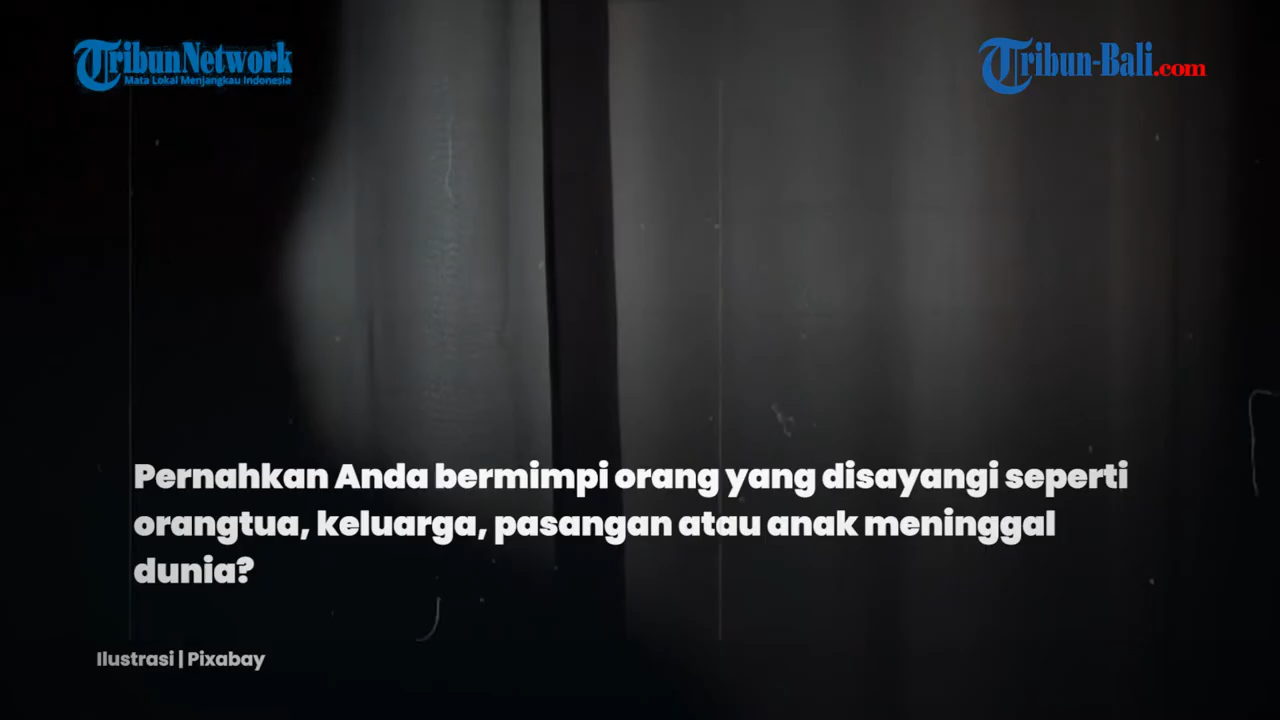 TribunNetwork
Mata Lokal Menjangkau Indonesia
Tribun-Bali.com
Pernahkan Anda bermimpi orang yang disayangi seperti
orangtua, keluarga, pasangan atau anak meninggal
dunia?
Ilustrasi | Pixabay